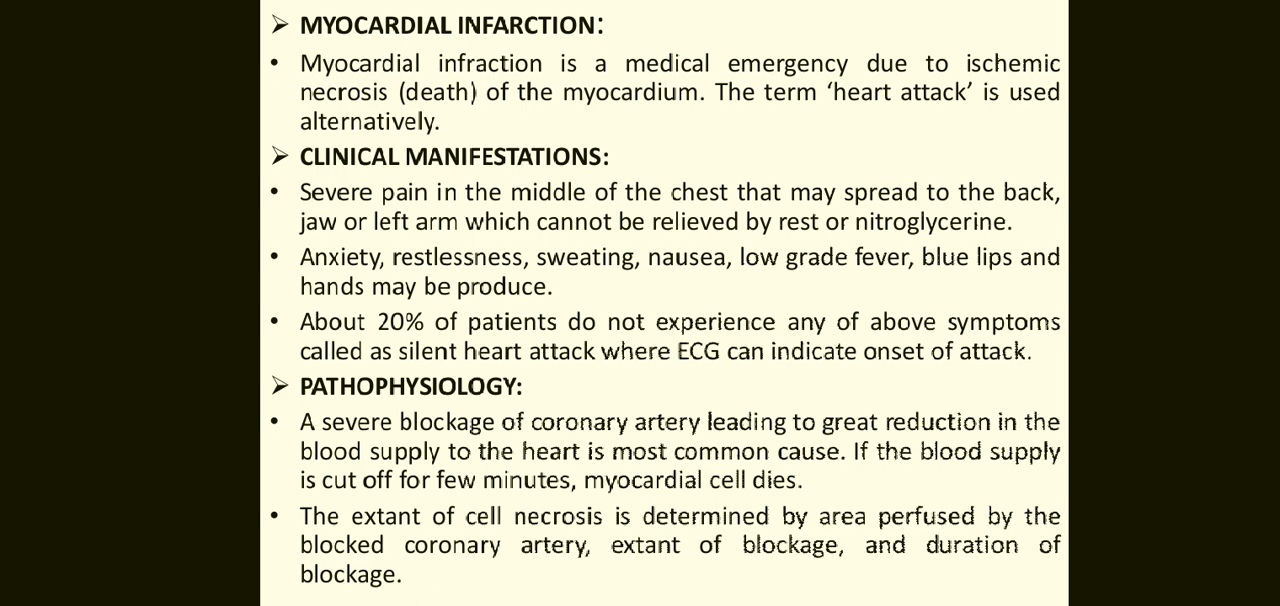 ➢ MYOCARDIAL INFARCTION:
• Myocardial infraction is a medical emergency due to ischemic
necrosis (death) of the myocardium. The term ‘heart attack’ is used
alternatively.
➢ CLINICAL MANIFESTATIONS:
• Severe pain in the middle of the chest that may spread to the back,
jaw or left arm which cannot be relieved by rest or nitroglycerine.
• Anxiety, restlessness, sweating, nausea, low grade fever, blue lips and
hands may be produce.
• About 20% of patients do not experience any of above symptoms
called as silent heart attack where ECG can indicate onset of attack.
➢ PATHOPHYSIOLOGY:
• A severe blockage of coronary artery leading to great reduction in the
blood supply to the heart is most common cause. If the blood supply
is cut off for few minutes, myocardial cell dies.
• The extant of cell necrosis is determined by area perfused by the
blocked coronary artery, extant of blockage, and duration of
blockage.